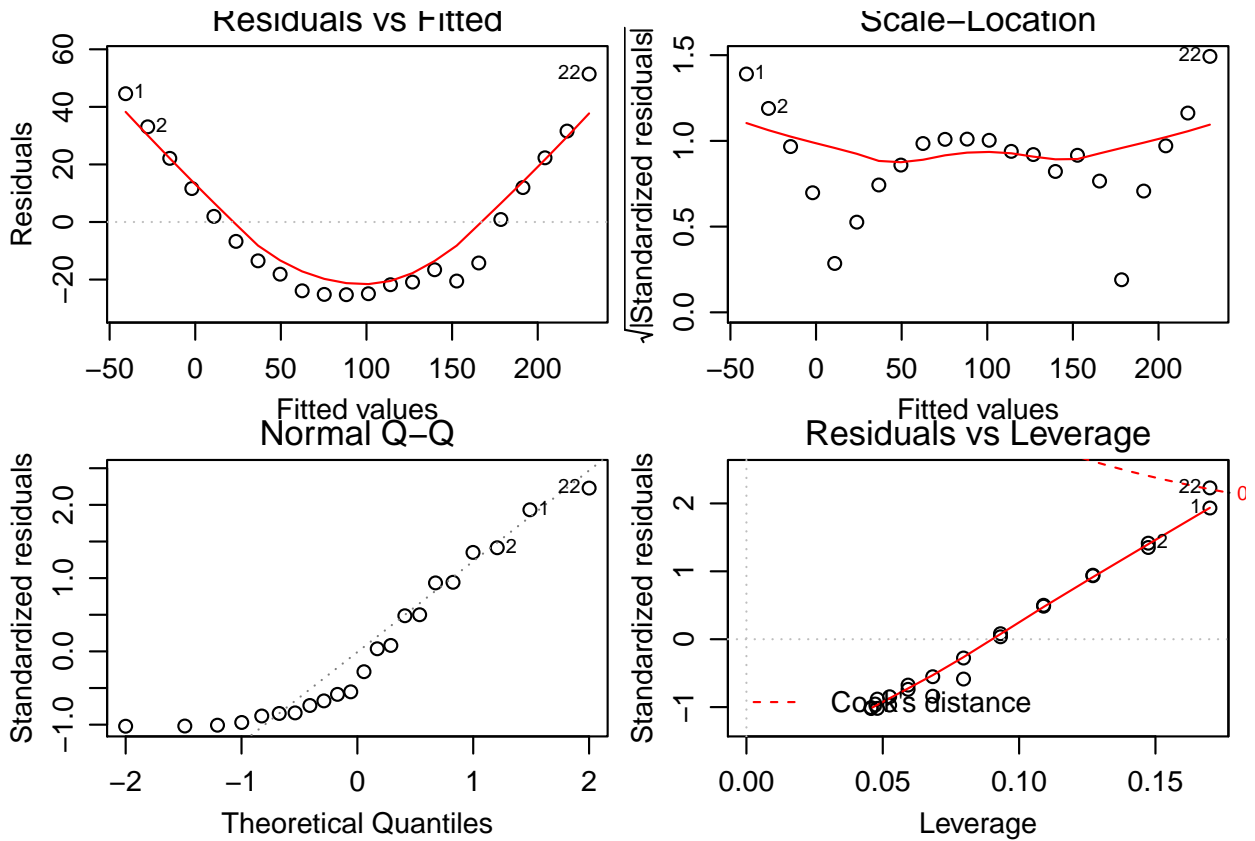 Residuals vs Fitted
Residuals
60
40
20
0
−20
1
2
22
−50 0 50 100 150 200
Fitted values
Scale−Location
√|Standardized residuals|
1.5
1.0
0.5
0.0
1
2
22
−50 0 50 100 150 200
Fitted values
Normal Q−Q
Standardized residuals
2.0
1.0
0.0
−1.0
22
1
2
−2 −1 0 1 2
Theoretical Quantiles
Residuals vs Leverage
Standardized residuals
2
1
0
−1
22
1
2
0
Cook's distance
0.00 0.05 0.10 0.15
Leverage